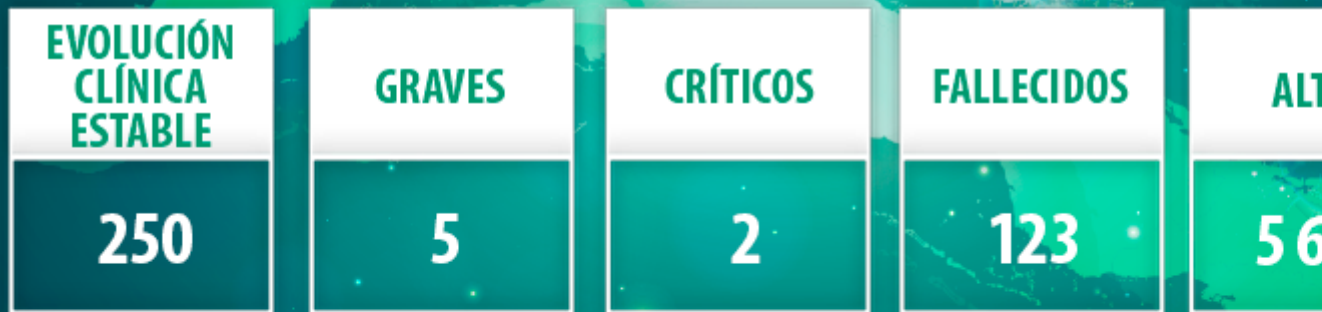 EVOLUCIÓN
CLÍNICA
ESTABLE
GRAVES
CRÍTICOS
FALLECIDOS
250
5
2
123